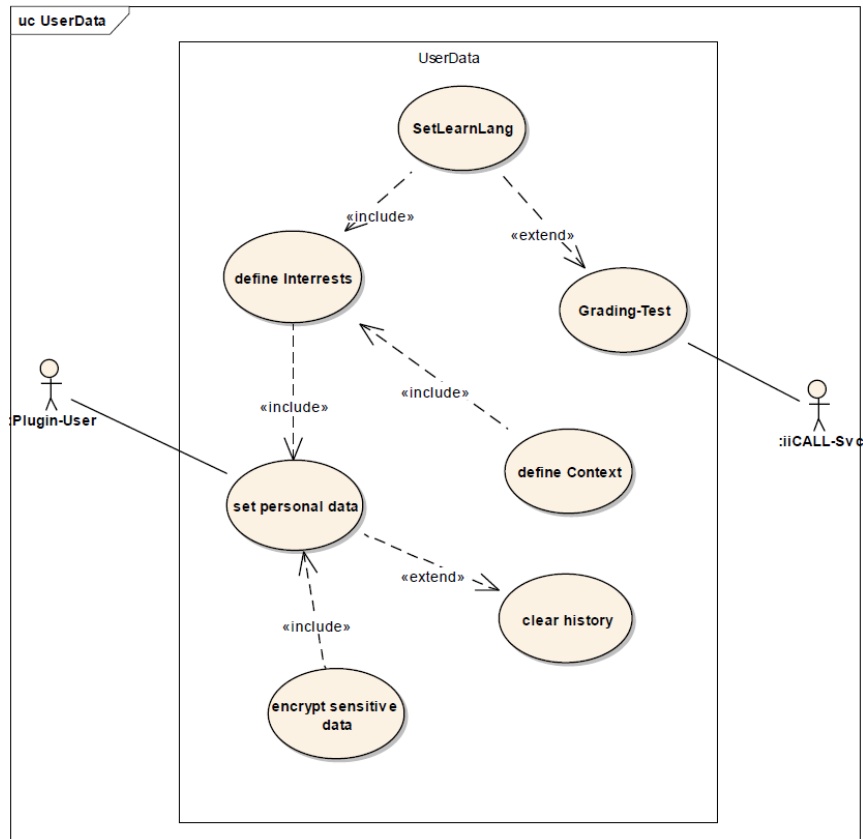 uc UserData
UserData
SetLearnLang
«include»
«extend»
define Interrests
Grading-Test
:Plugin-User
«include»
«include»
:iiCALL-Svc
define Context
set personal data
«extend»
clear history
«include»
encrypt sensitive
data